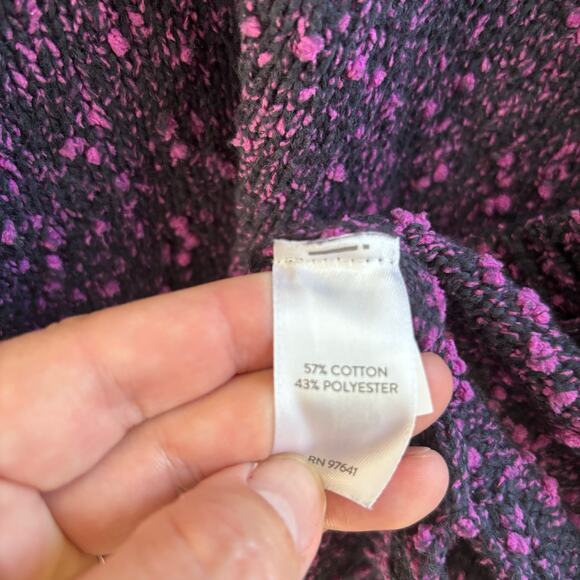 57% COTTON
43% POLYESTER
RN 97641